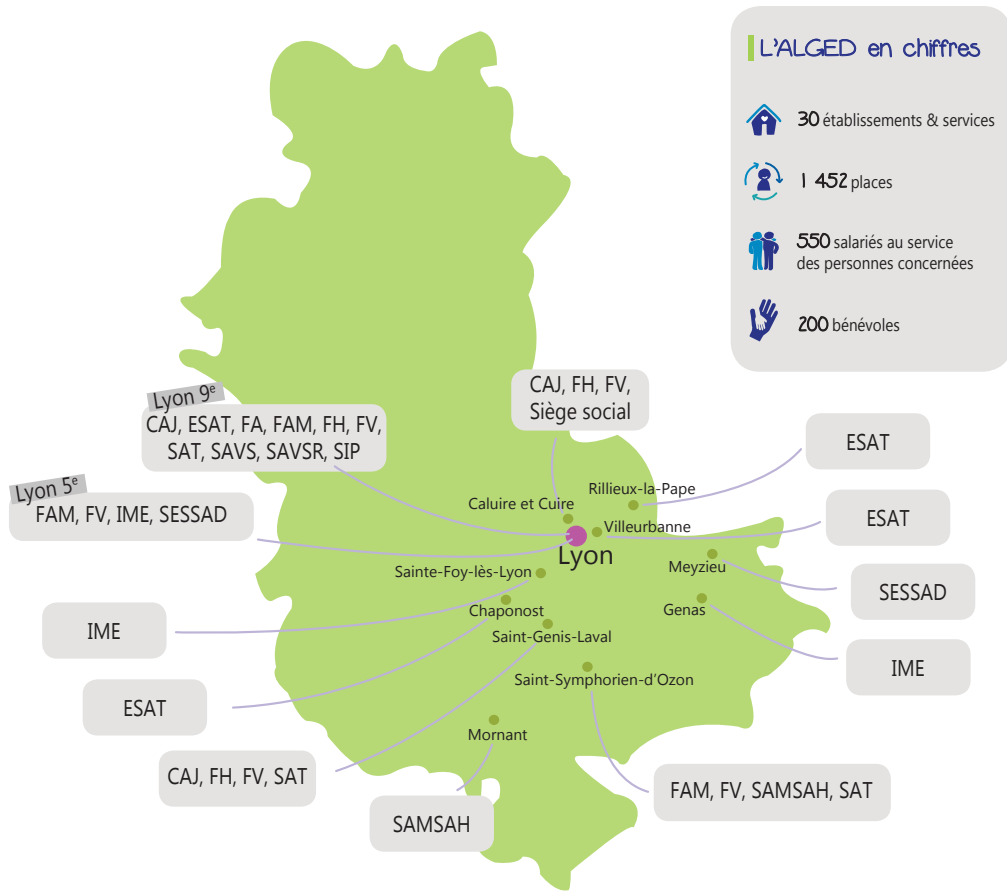 L'ALGED en chiffres
30 établissements & services
1 452 places
550 salariés au service
des personnes concernées
200 bénévoles
Lyon 9e
CAJ, ESAT, FA, FAM, FH, FV,
SAT, SAVS, SAVSR, SIP
CAJ, FH, FV,
Siège social
ESAT
Lyon 5e
FAM, FV, IME, SESSAD
Rillieux-la-Pape
Caluire et Cuire
ESAT
Villeurbanne
Lyon
Meyzieu
Sainte-Foy-lès-Lyon
SESSAD
Chaponost
Genas
IME
Saint-Genis-Laval
IME
Saint-Symphorien-d'Ozon
ESAT
Mornant
CAJ, FH, FV, SAT
FAM, FV, SAMSAH, SAT
SAMSAH